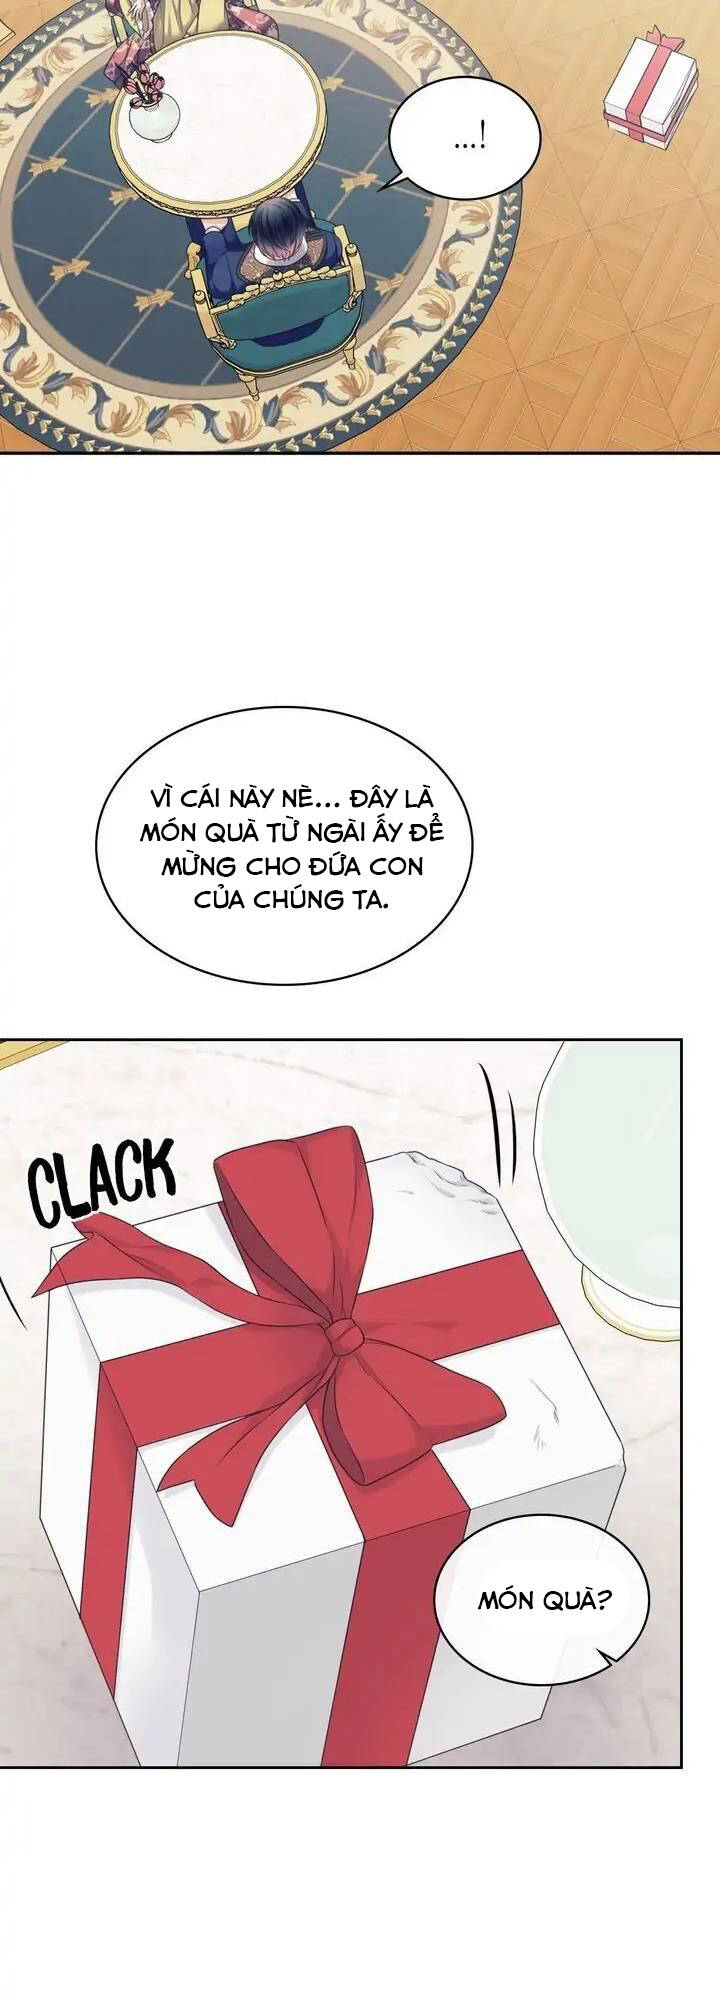 ...!
VÌ CÁI NÀY NÈ... ĐÂY LÀ
MÓN QUÀ TỪ NGÀI ẤY ĐỂ
MỪNG CHO ĐỨA CON
CỦA CHÚNG TA.
CLACK
MÓN QUÀ?